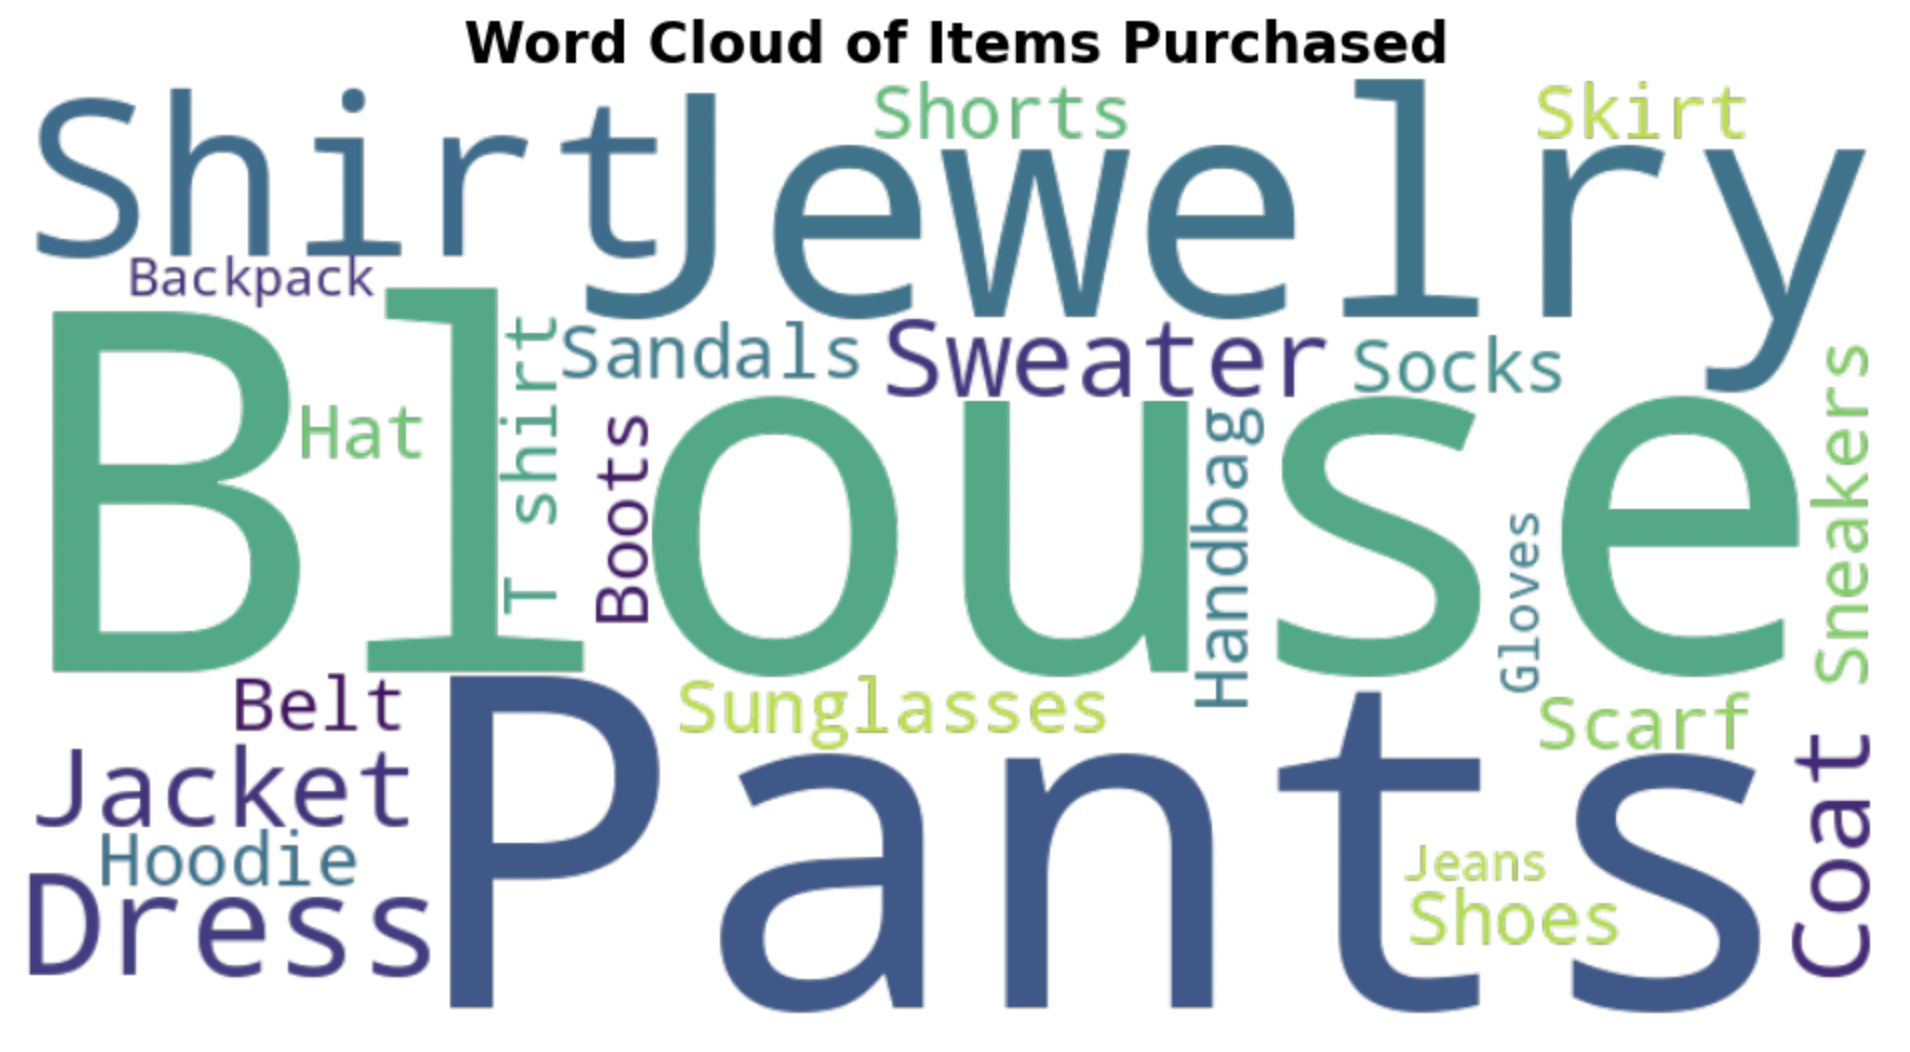 Word Cloud of Items Purchased
Shirt
Jewelry
Shorts
Skirt
Backpack
Blouse
Hat
T shirt
Sandals
Sweater
Socks
Boots
Handbag
Gloves
Sneakers
Belt
Pants
Sunglasses
Scarf
Jacket
Hoodie
Dress
Jeans
Shoes
Coat